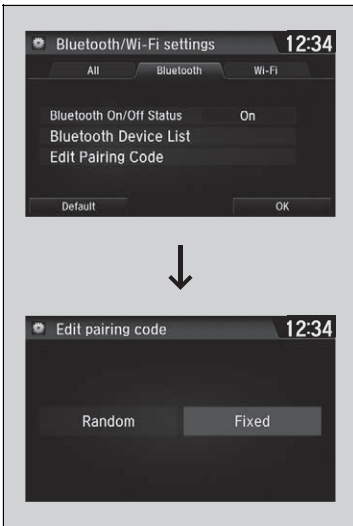 Bluetooth/Wi-Fi settings 12:34
All Bluetooth Wi-Fi
Bluetooth On/Off Status On
Bluetooth Device List
Edit Pairing Code
Default OK
Edit pairing code 12:34
Random Fixed